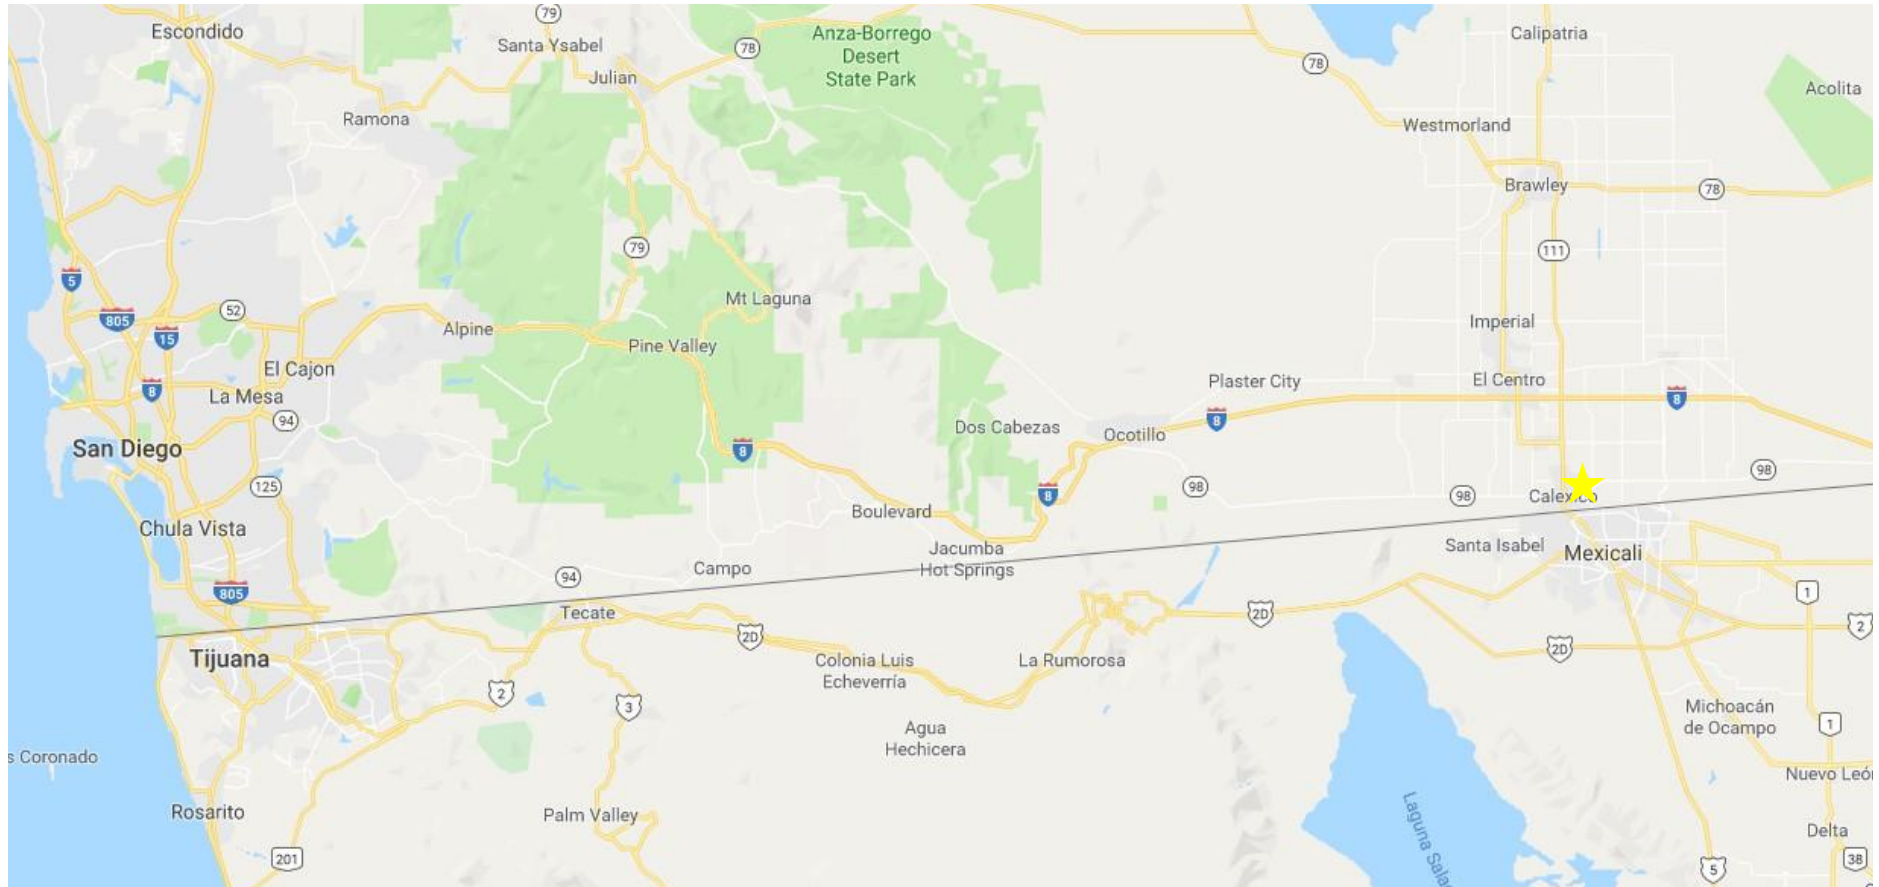 79
Escondido
Santa Ysabel
78
Anza-Borrego
Desert
State Park
Calipatria
78
Julian
Acolita
Ramona
Westmorland
Brawley
78
79
111
5
Mt Laguna
52
805
15
Alpine
Imperial
Pine Valley
El Cajon
8
La Mesa
94
Plaster City
El Centro
8
8
San Diego
8
Dos Cabezas
Ocotillo
125
8
98
98
98
Calexico
Boulevard
Chula Vista
Jacumba
Hot Springs
Santa Isabel
Mexicali
Campo
94
805
1
Tecate
2D
2
2D
2D
Tijuana
Colonia Luis
Echeverría
La Rumorosa
2
3
Michoacán
de Ocampo
1
Agua
Hechicera
s Coronado
Nuevo Leó
Rosarito
Palm Valley
Laguna Sala
Delta
201
5
38